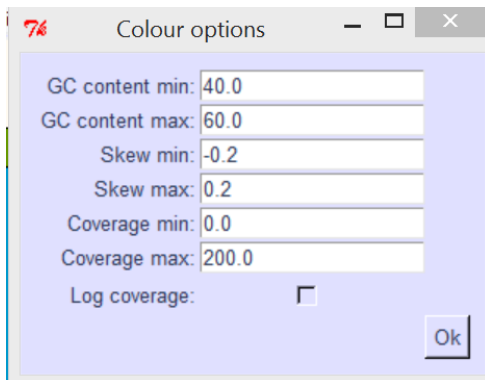 Colour options
GC content min: 40.0
GC content max: 60.0
Skew min: -0.2
Skew max: 0.2
Coverage min: 0.0
Coverage max: 200.0
Log coverage:
Ok